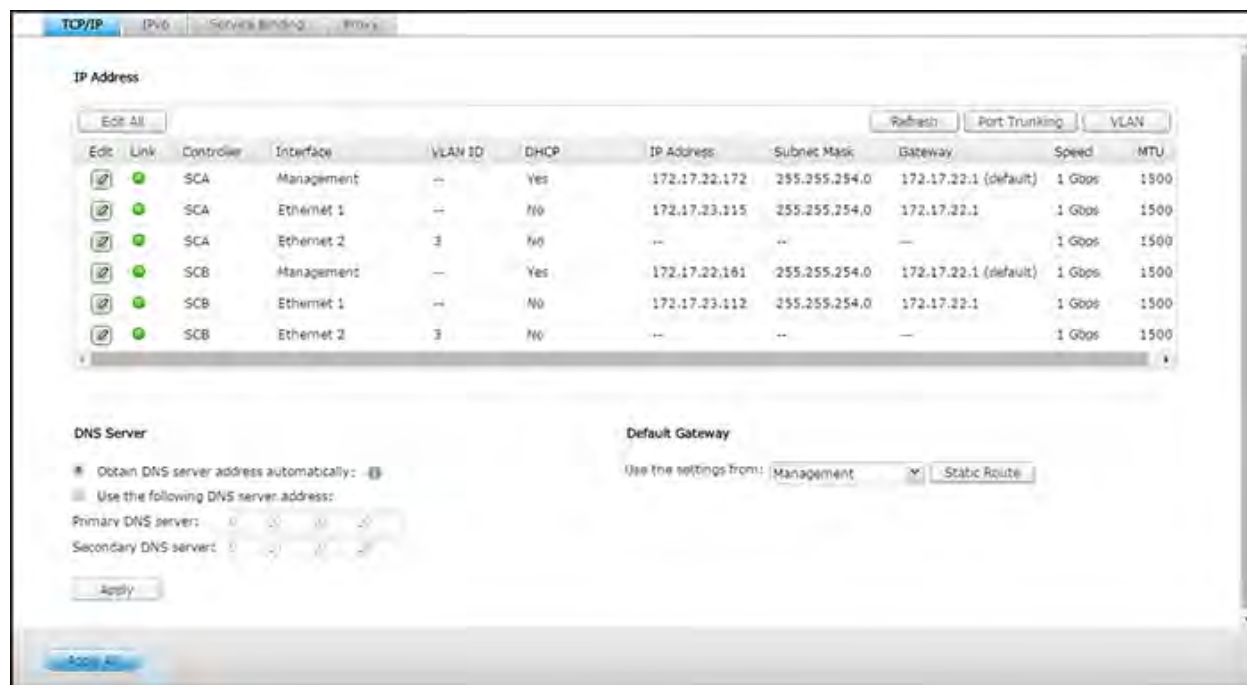 TCP/IP IPv6 Service Binding Proxy
IP Address
Edit All Refresh Port Trunking VLAN
Edit Link Controller Interface VLAN ID DHCP IP Address Subnet Mask Gateway Speed MTU
SCA Management -- Yes 172.17.22.172 255.255.254.0 172.17.22.1 (default) 1 Gbps 1500
SCA Ethernet 1 -- No 172.17.23.115 255.255.254.0 172.17.22.1 1 Gbps 1500
SCA Ethernet 2 3 No -- -- -- 1 Gbps 1500
SCB Management -- Yes 172.17.22.161 255.255.254.0 172.17.22.1 (default) 1 Gbps 1500
SCB Ethernet 1 -- No 172.17.23.112 255.255.254.0 172.17.22.1 1 Gbps 1500
SCB Ethernet 2 3 No -- -- -- 1 Gbps 1500
DNS Server
Obtain DNS server address automatically:
Use the following DNS server address:
Primary DNS server:
Secondary DNS server:
Apply
Default Gateway
Use the settings from: Management Static Route
Apply All